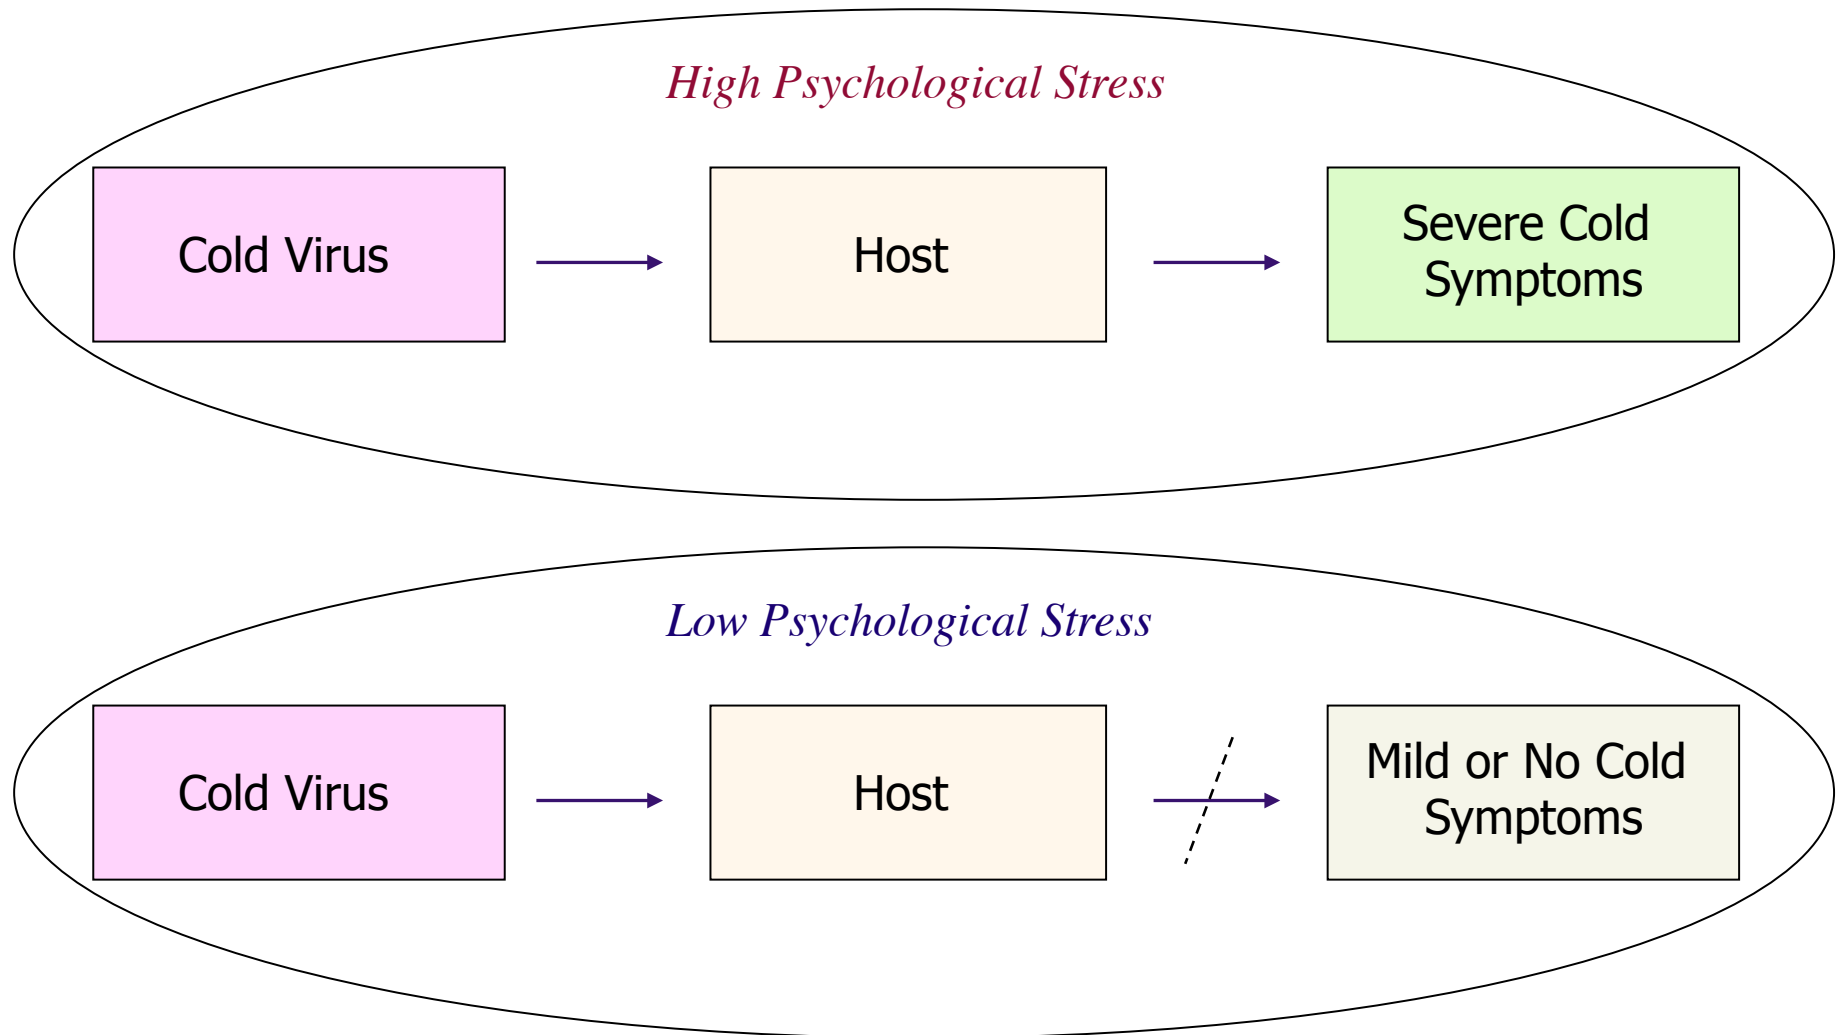 High Psychological Stress
Cold Virus
Host
Severe Cold
Symptoms
Low Psychological Stress
Cold Virus
Host
Mild or No Cold
Symptoms